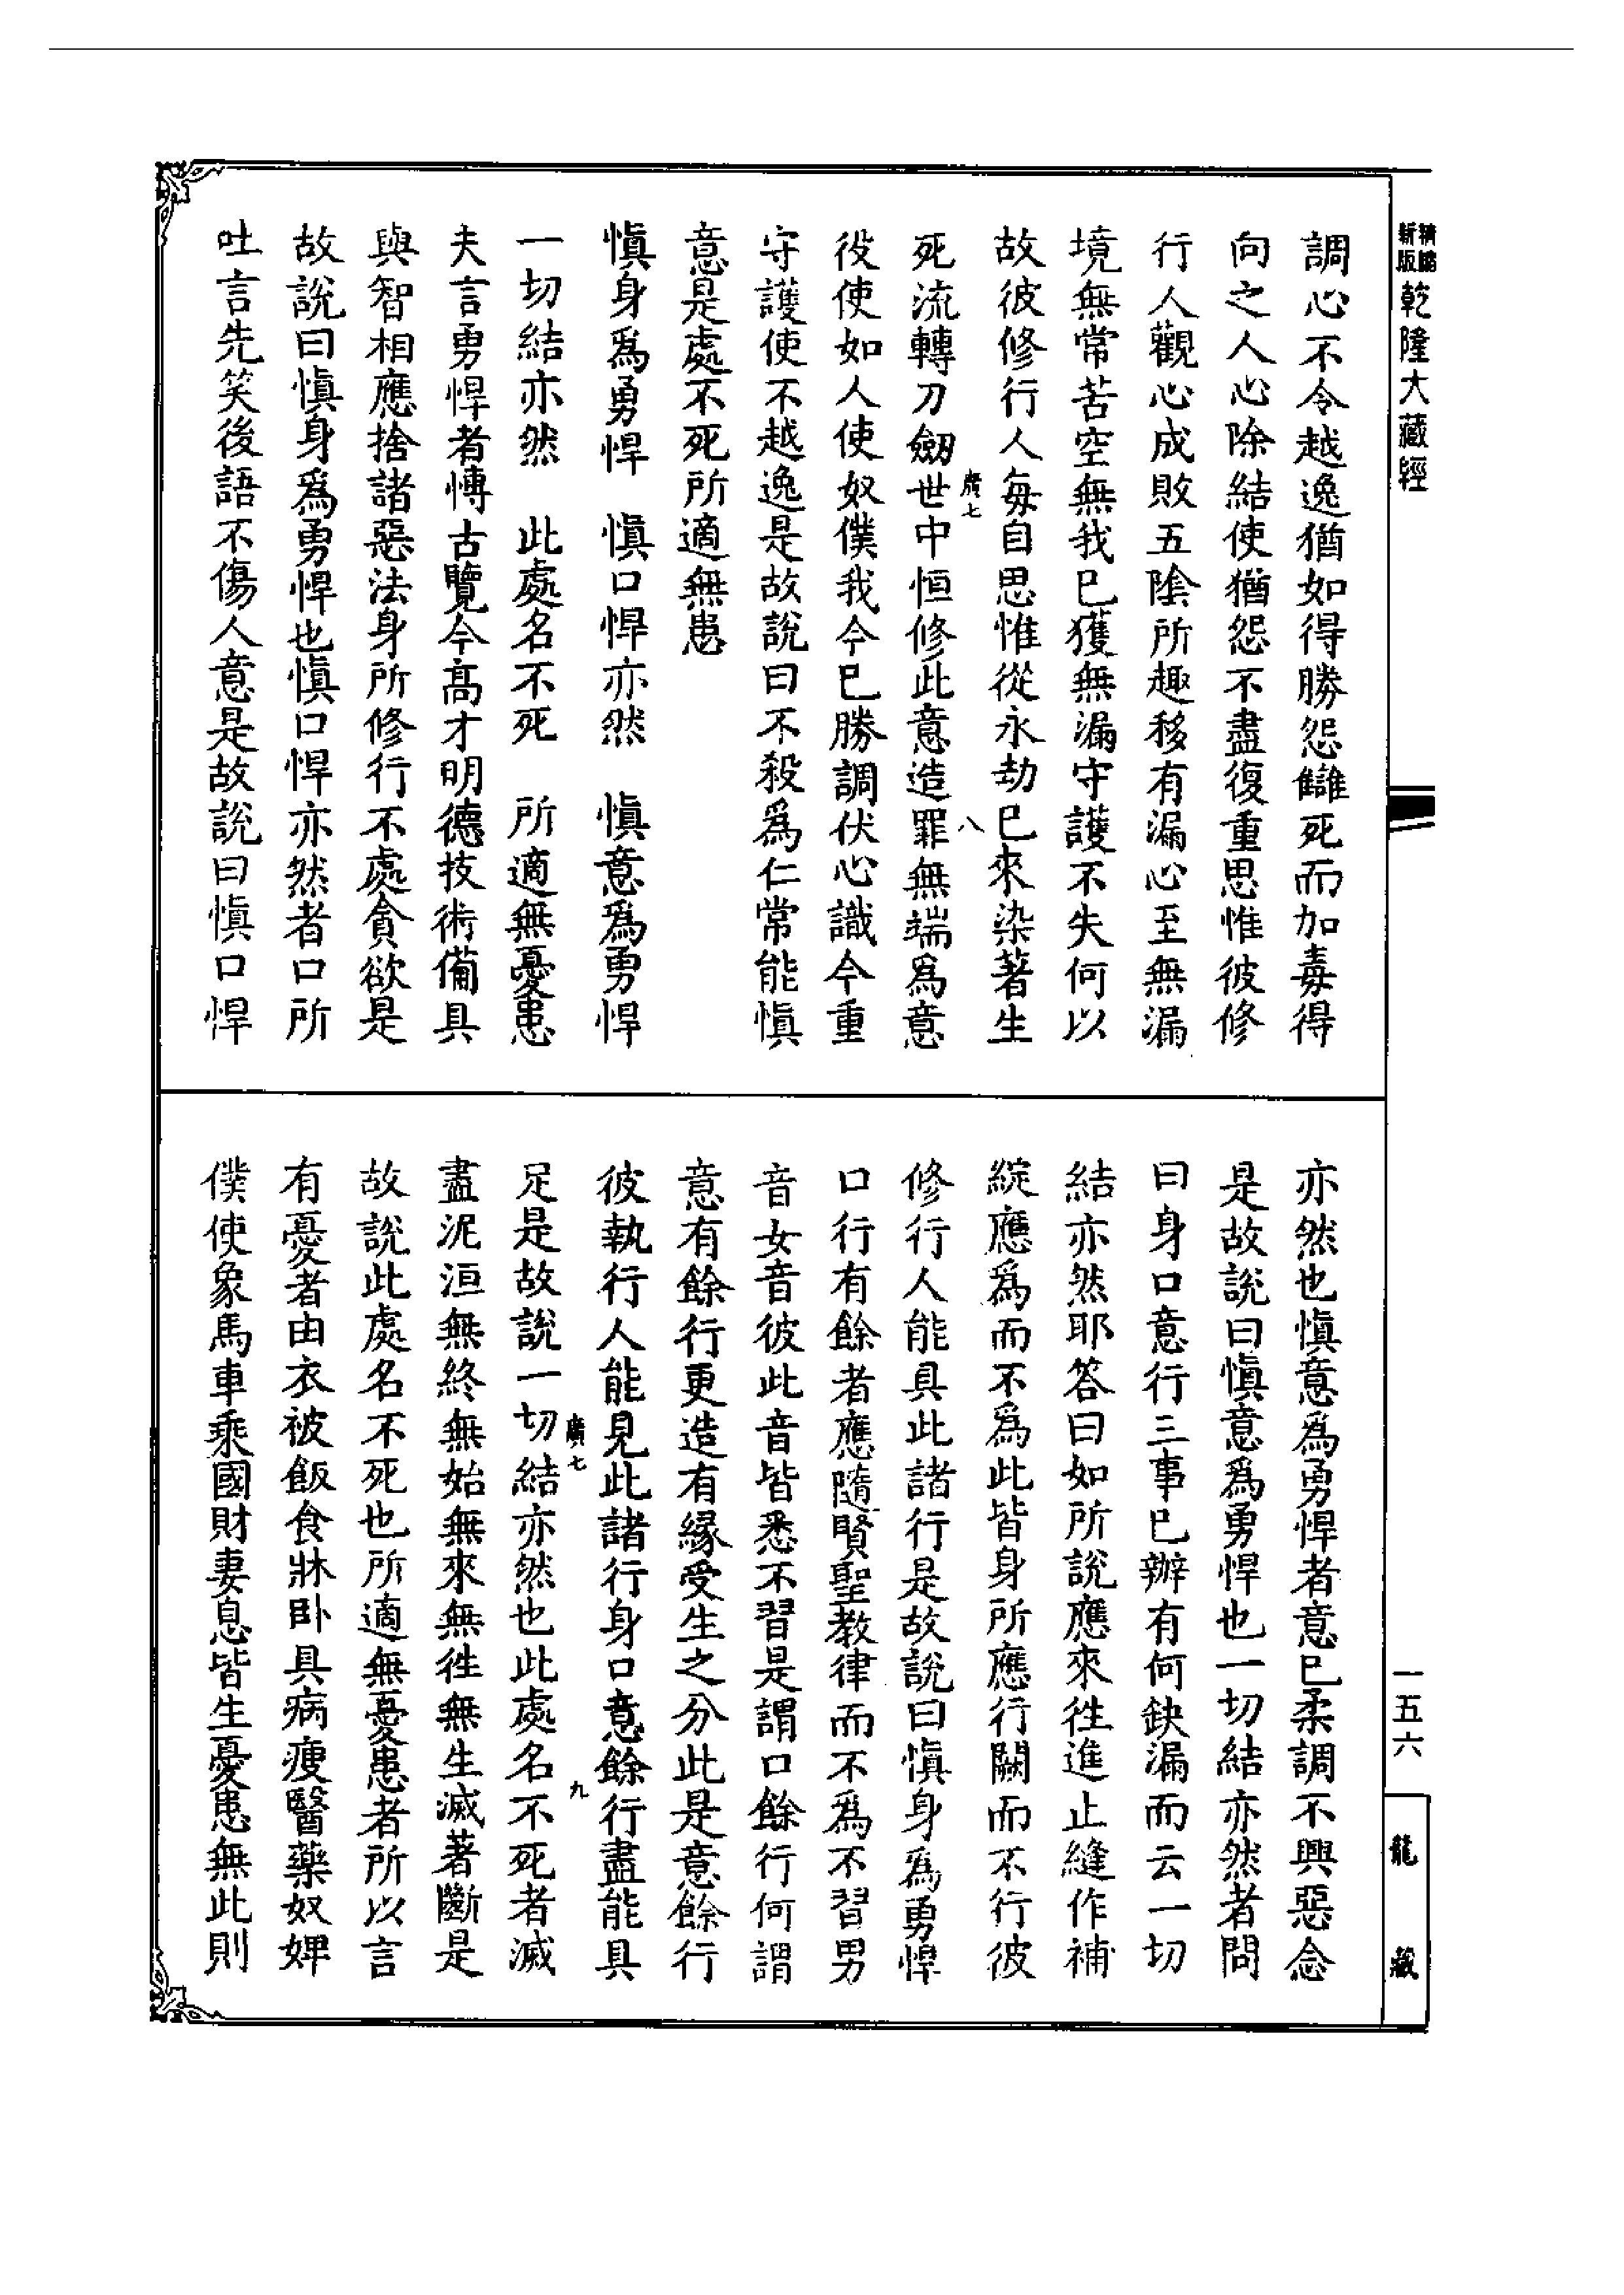 精縮
新版
乾隆大藏經
調心不令越逸猶如得勝怨讎死而加毒得
向之人心除結使猶怨不盡復重思惟彼修
行人觀心成敗五陰所趣移有漏心至無漏
境無常苦空無我已獲無漏守護不失何以
故彼修行人每自思惟從永劫已來染著生
廣七
八
死流轉刀劒世中恒修此意造罪無端爲意
役使如人使奴僕我今已勝調伏心識今重
守護使不越逸是故說曰不殺爲仁常能愼
意是處不死所適無患
愼身爲勇悍　愼口悍亦然　愼意爲勇悍
一切結亦然　此處名不死　所適無憂患
夫言勇悍者愽古覽今髙才明德技術備具
與智相應捨諸惡法身所修行不處貪欲是
故說曰愼身爲勇悍也愼口悍亦然者口所
吐言先笑後語不傷人意是故說曰愼口悍
亦然也愼意爲勇悍者意已柔調不興惡念
是故說曰愼意爲勇悍也一切結亦然者問
曰身口意行三事已辦有何缺漏而云一切
結亦然耶答曰如所說應來徃進止縫作補
綻應爲而不爲此皆身所應行闕而不行彼
修行人能具此諸行是故說曰愼身爲勇悍
口行有餘者應隨賢聖教律而不爲不習男
音女音彼此音皆悉不習是謂口餘行何謂
意有餘行更造有緣受生之分此是意餘行
彼執行人能見此諸行身口意餘行盡能具
廣七
九
足是故說一切結亦然也此處名不死者滅
盡泥洹無終無始無來無徃無生滅著斷是
故說此處名不死也所適無憂患者所以言
有憂者由衣被飯食牀卧具病瘦醫藥奴婢
僕使象馬車乘國財妻息皆生憂患無此則
一五六
龍藏